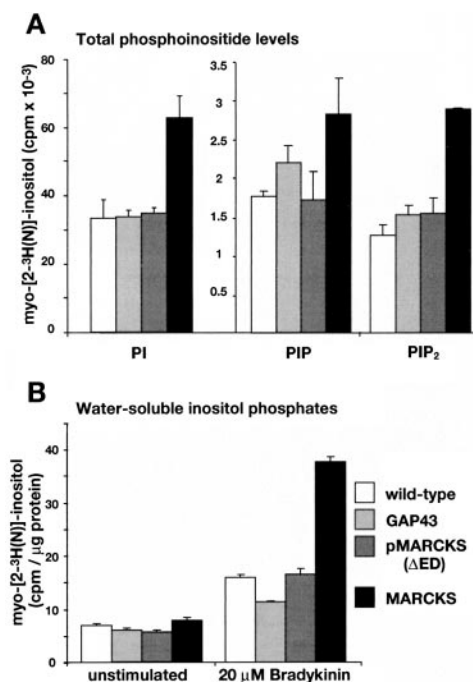 A
Total phosphoinositide levels
myo-[2-³H(N)]-inositol (cpm x 10-3)
80
60
40
20
0
3.5
3
2.5
2
1.5
1
0.5
PI
PIP
PIP₂
B
Water-soluble inositol phosphates
myo-[2-³H(N)]-inositol
(cpm / µg protein)
40
30
20
10
0
unstimulated
20 µM Bradykinin
wild-type
GAP43
pMARCKS
(ΔED)
MARCKS